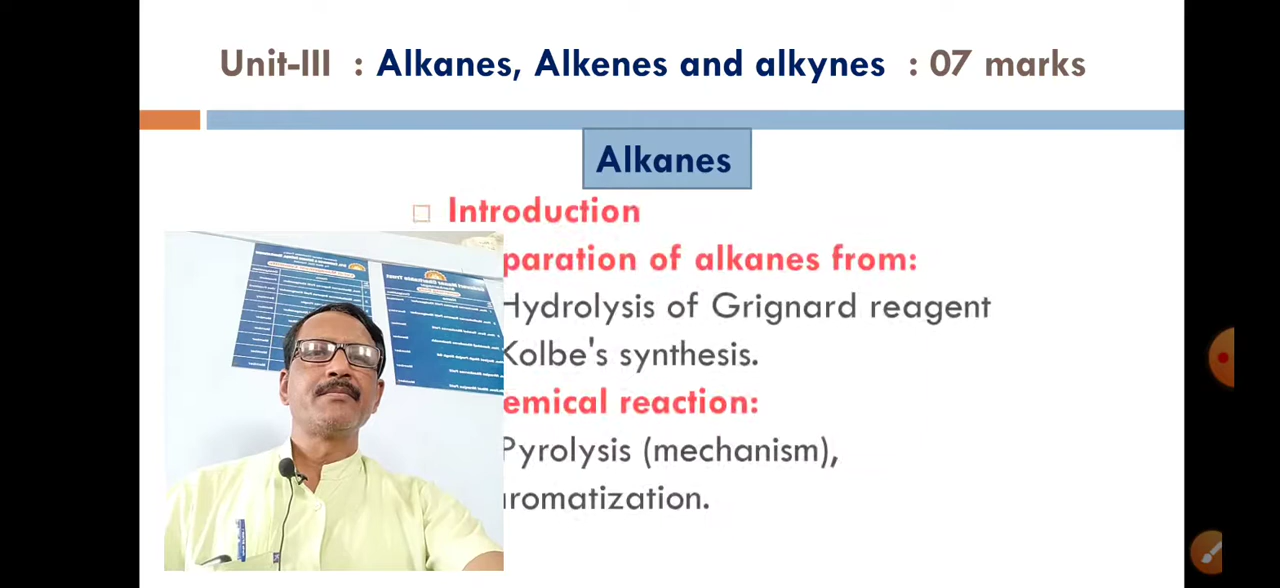 Unit-III : Alkanes, Alkenes and alkynes : 07 marks
Alkanes
Introduction
paration of alkanes from:
Hydrolysis of Grignard reagent
Kolbe's synthesis.
emical reaction:
Pyrolysis (mechanism),
romatization.